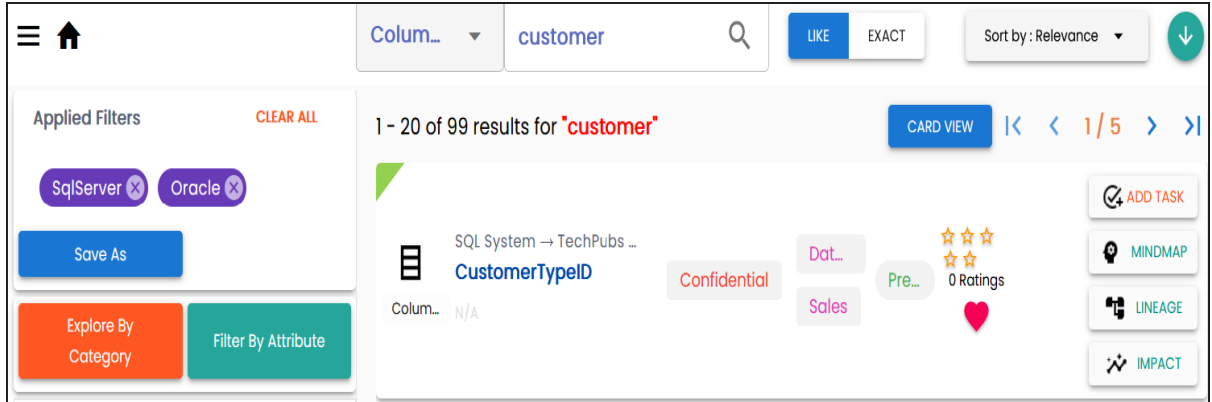 Colum...
customer
LIKE
EXACT
Sort by : Relevance
Applied Filters
CLEAR ALL
SqlServer
Oracle
Save As
Explore By
Category
Filter By Attribute
1 - 20 of 99 results for "customer"
CARD VIEW
1 / 5
SQL System → TechPubs ...
CustomerTypeID
Colum...
N/A
Confidential
Dat...
Sales
Pre...
0 Ratings
ADD TASK
MINDMAP
LINEAGE
IMPACT